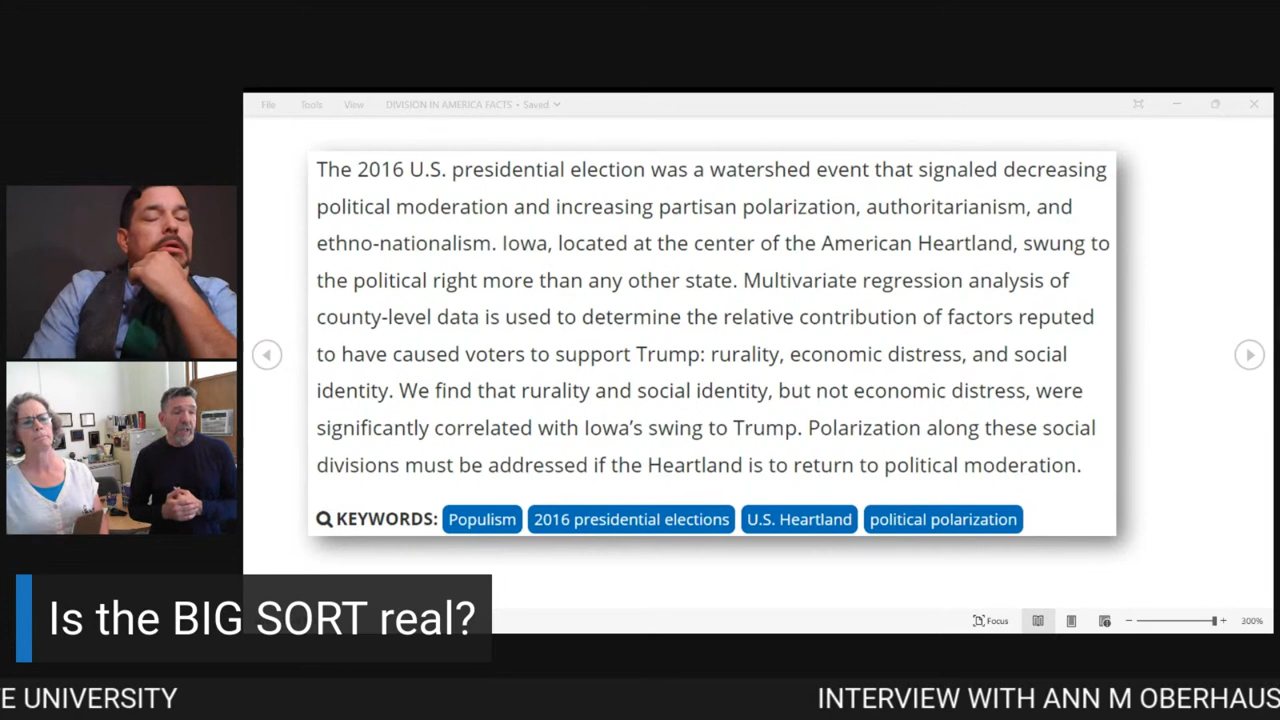 File Tools View DIVISION IN AMERICA FACTS • Saved
The 2016 U.S. presidential election was a watershed event that signaled decreasing
political moderation and increasing partisan polarization, authoritarianism, and
ethno-nationalism. Iowa, located at the center of the American Heartland, swung to
the political right more than any other state. Multivariate regression analysis of
county-level data is used to determine the relative contribution of factors reputed
to have caused voters to support Trump: rurality, economic distress, and social
identity. We find that rurality and social identity, but not economic distress, were
significantly correlated with Iowa’s swing to Trump. Polarization along these social
divisions must be addressed if the Heartland is to return to political moderation.
KEYWORDS: Populism 2016 presidential elections U.S. Heartland political polarization
Is the BIG SORT real?
Focus 300%
E UNIVERSITY INTERVIEW WITH ANN M OBERHAUS